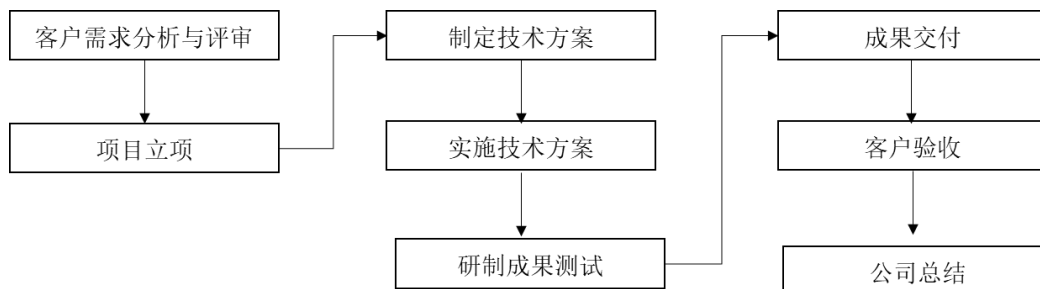 客户需求分析与评审
项目立项
制定技术方案
实施技术方案
研制成果测试
成果交付
客户验收
公司总结